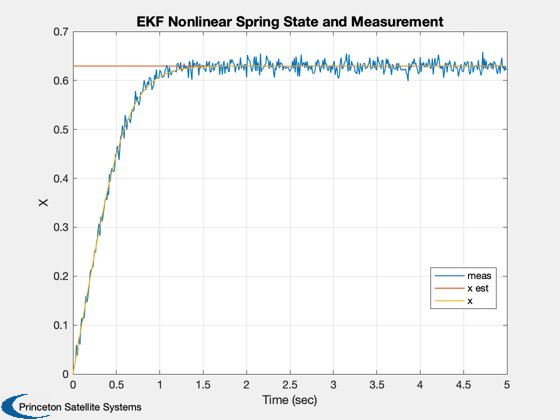 EKF Nonlinear Spring State and Measurement
0.7
0.6
0.5
0.4
0.3
0.2
0.1
0
X
meas
x est
x
0 0.5 1 1.5 2 2.5 3 3.5 4 4.5 5
Time (sec)
Princeton Satellite Systems